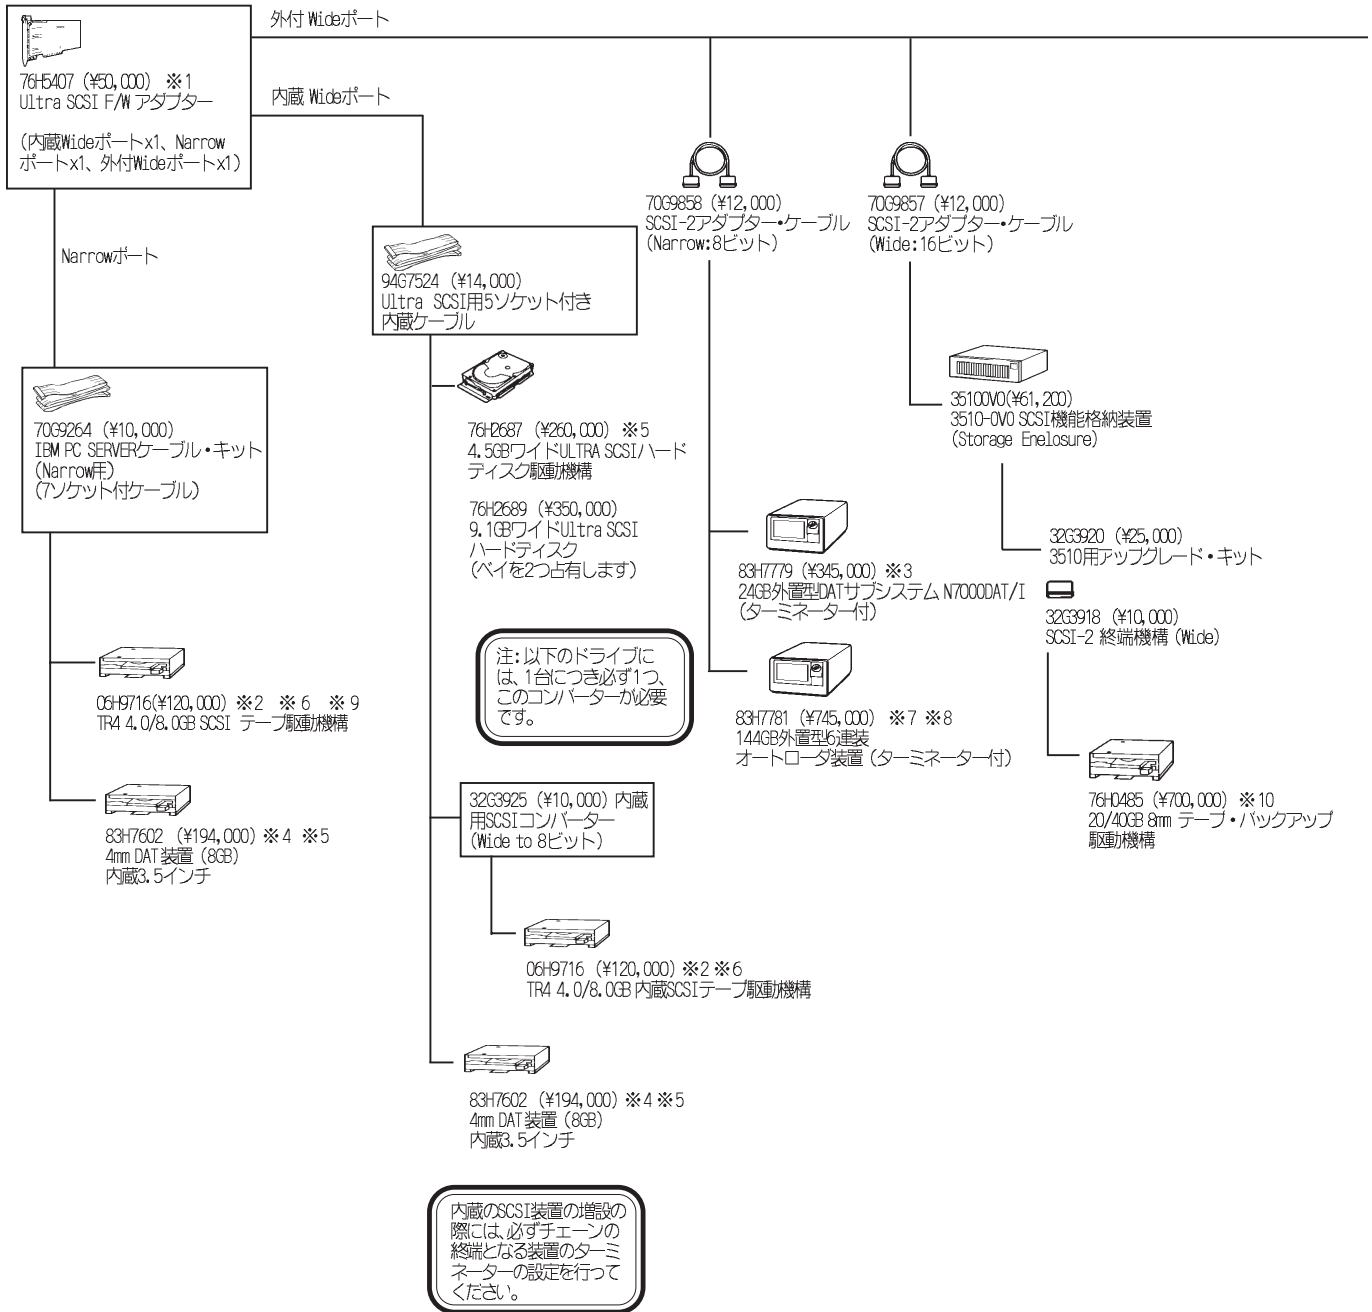 外付 Wideポート
76H5407 (¥50,000) ※1
Ultra SCSI F/W アダプター
(内蔵Wideポートx1、Narrow
ポートx1、外付Wideポートx1)
内蔵 Wideポート
Narrowポート
70G9264 (¥10,000)
IBM PC SERVERケーブル・キット
(Narrow用)
(7ソケット付ケーブル)
06H9716(¥120,000) ※2 ※6 ※9
TR4 4.0/8.0GB SCSI テープ駆動機構
83H7602 (¥194,000) ※4 ※5
4mm DAT装置 (8GB)
内蔵3.5インチ
94G7524 (¥14,000)
Ultra SCSI用5ソケット付き
内蔵ケーブル
76H2687 (¥260,000) ※5
4.5GBワイドULTRA SCSIハード
ディスク駆動機構
76H2689 (¥350,000)
9.1GBワイドUltra SCSI
ハードディスク
(ベイを2つ占有します)
注: 以下のドライブに
は、1台につき必ず1つ、
このコンバーターが必要
です。
32G3925 (¥10,000) 内蔵
用SCSIコンバーター
(Wide to 8ビット)
06H9716 (¥120,000) ※2 ※6
TR4 4.0/8.0GB 内蔵SCSIテープ駆動機構
83H7602 (¥194,000) ※4 ※5
4mm DAT装置 (8GB)
内蔵3.5インチ
内蔵のSCSI装置の増設の
際には、必ずチェーンの
終端となる装置のターミ
ネーターの設定を行って
ください。
70G9858 (¥12,000)
SCSI-2アダプター・ケーブル
(Narrow:8ビット)
83H7779 (¥345,000) ※3
24GB外置型DATサブシステム N7000DAT/I
(ターミネーター付)
83H7781 (¥745,000) ※7 ※8
144GB外置型6連装
オートローダ装置 (ターミネーター付)
70G9857 (¥12,000)
SCSI-2アダプター・ケーブル
(Wide:16ビット)
35100V0(¥61,200)
3510-0V0 SCSI機能格納装置
(Storage Enelosure)
32G3920 (¥25,000)
3510用アップグレード・キット
32G3918 (¥10,000)
SCSI-2 終端機構 (Wide)
76H0485 (¥700,000) ※10
20/40GB 8mm テープ・バックアップ
駆動機構